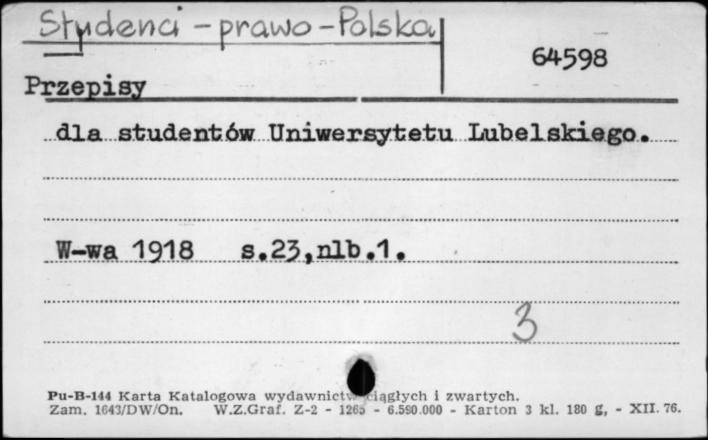 Studenci - prawo - Polska
64598
Przepisy
dla studentów Uniwersytetu Lubelskiego.
W-wa 1918 s.23,nlb.1.
3
Pu-B-144 Karta Katalogowa wydawnictw ciągłych i zwartych.
Zam. 1643/DW/On. W.Z.Graf. Z-2 - 1265 - 6.590.000 - Karton 3 kl. 180 g, - XII. 76.